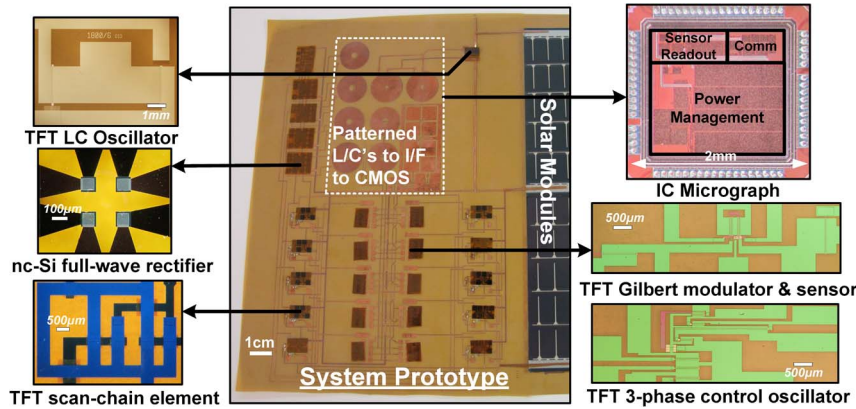 1800/6
1mm
TFT LC Oscillator
100μm
nc-Si full-wave rectifier
500μm
TFT scan-chain element
Patterned
L/C's to I/F
to CMOS
Solar Modules
1cm
System Prototype
Sensor
Readout
Comm
Power
Management
2mm
IC Micrograph
500μm
TFT Gilbert modulator & sensor
500μm
TFT 3-phase control oscillator